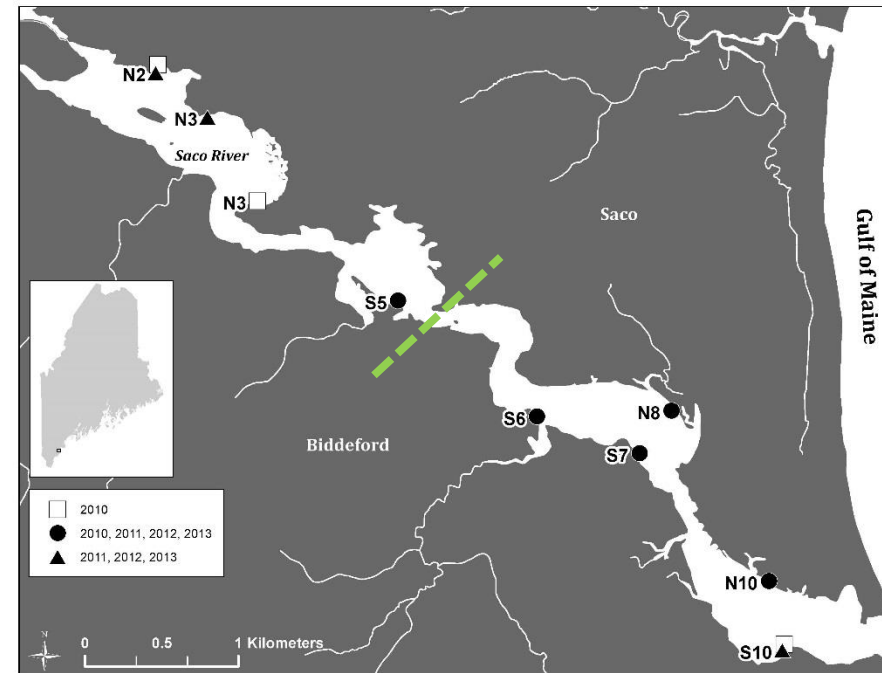 N2
N3
Saco River
N3
Saco
Gulf of Maine
S5
S6
N8
Biddeford
S7
2010
2010, 2011, 2012, 2013
2011, 2012, 2013
N10
N
0 0.5 1 Kilometers
S10